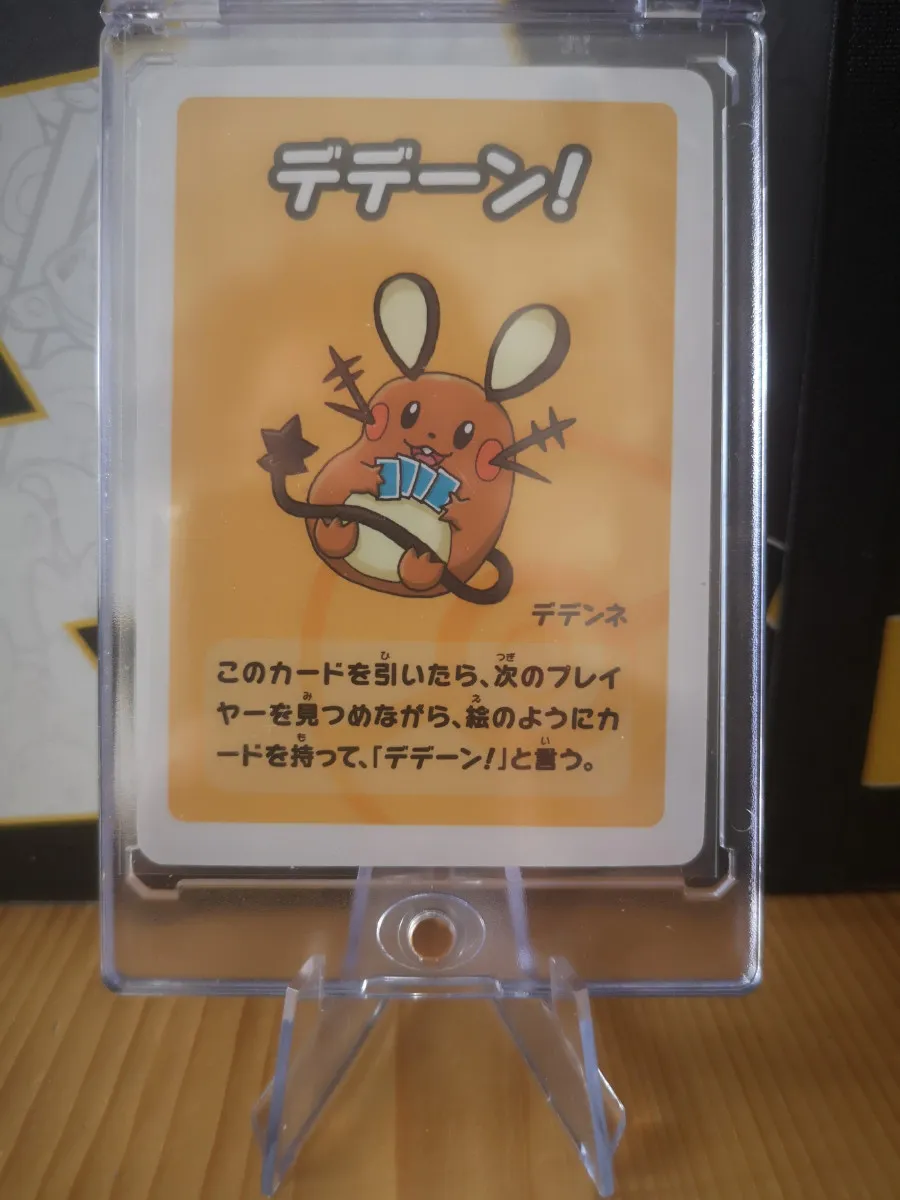 デデーン!
デデンネ
このカードを引いたら、次のプレイ
ヤーを見つめながら、絵のようにカ
ードを持って、「デデーン!」と言う。